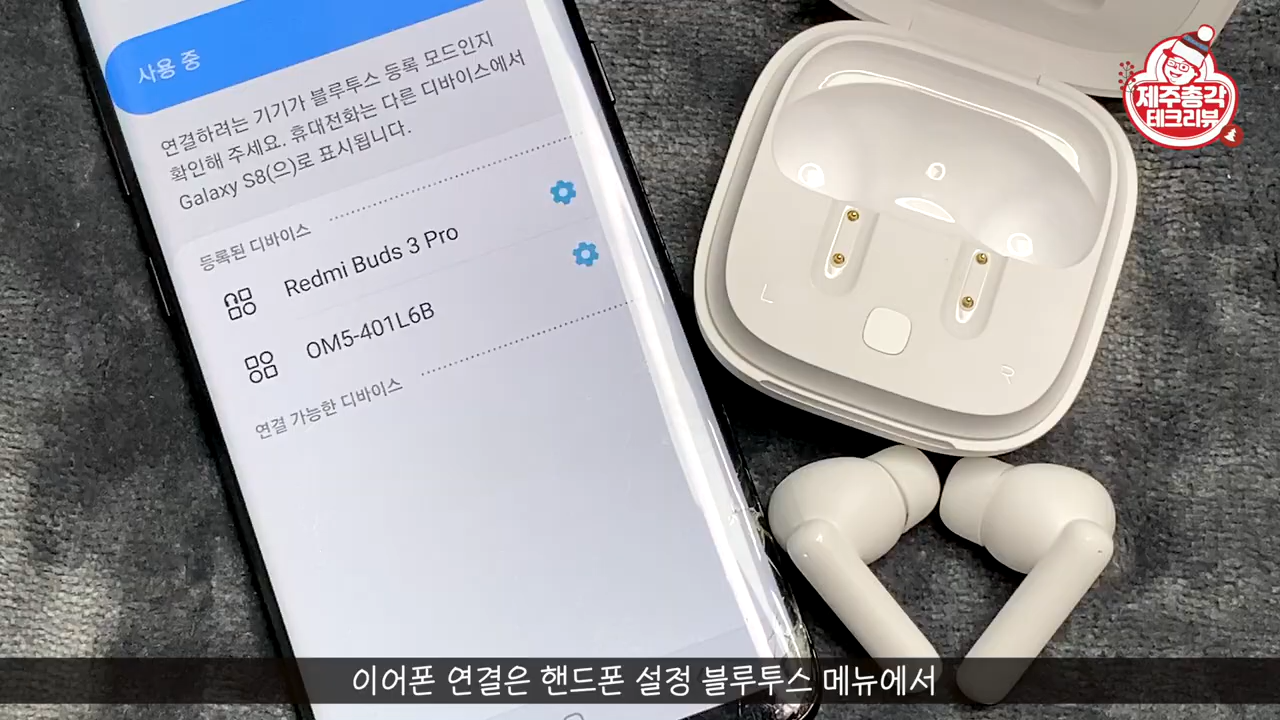 사용 중
연결하려는 기기가 블루투스 등록 모드인지
확인해 주세요. 휴대전화는 다른 디바이스에서
Galaxy S8(으)로 표시됩니다.
등록된 디바이스
Redmi Buds 3 Pro
OM5-401L6B
연결 가능한 디바이스
L
R
제주총각
테크리뷰
이어폰 연결은 핸드폰 설정 블루투스 메뉴에서